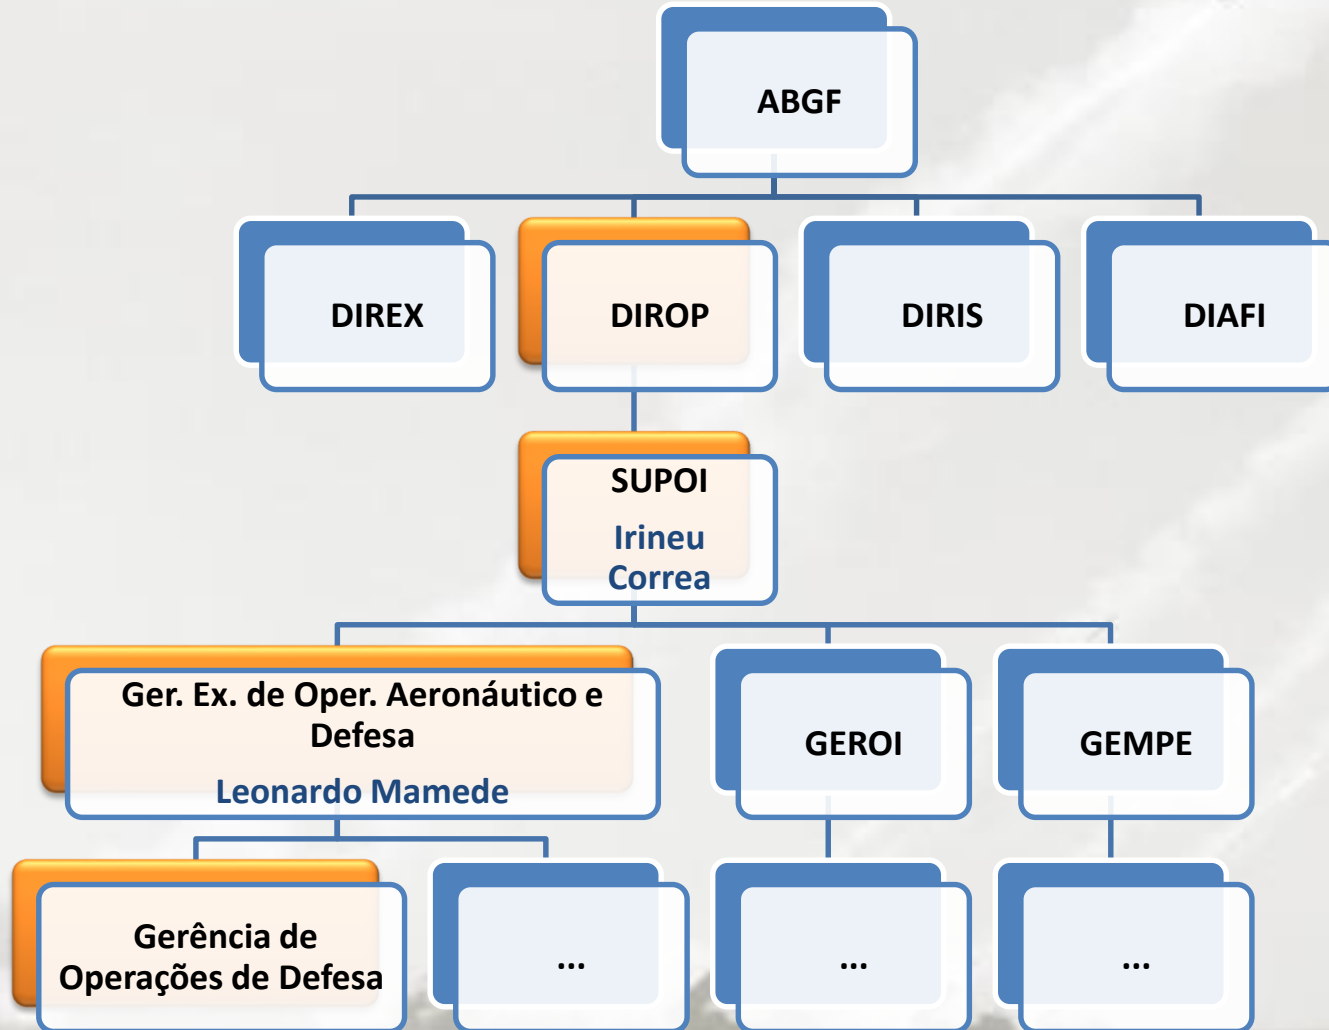 ABGF
DIREX
DIROP
DIRIS
DIAFI
SUPOI
Irineu
Correa
Ger. Ex. de Oper. Aeronáutico e
Defesa
Leonardo Mamede
GEROI
GEMPE
Gerência de
Operações de Defesa
...
...
...